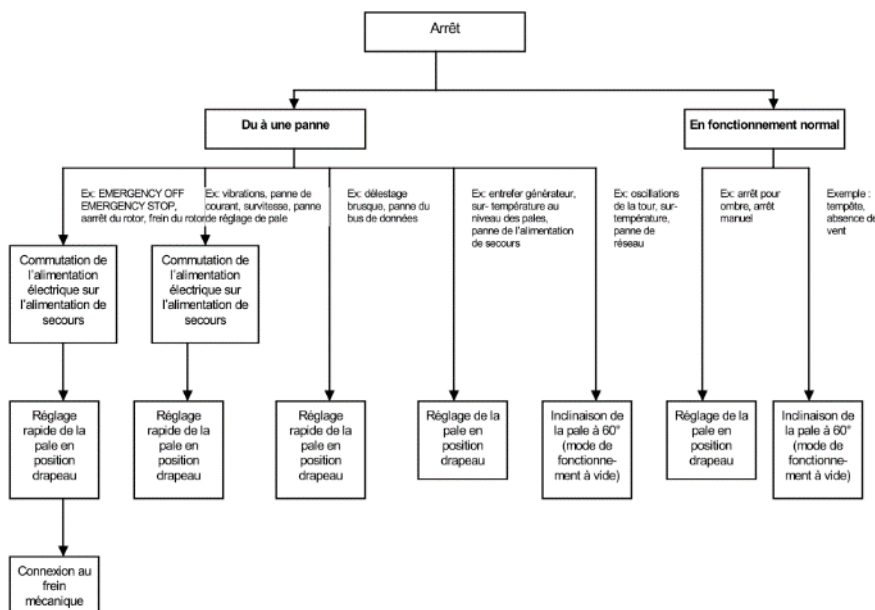 Arrêt
Du à une panne
En fonctionnement normal
Ex: EMERGENCY OFF
EMERGENCY STOP,
aarrêt du rotor, frein du rotor
Ex: vibrations, panne de
courant, survitesse, panne
de réglage de pale
Ex: délestage
brusque, panne du
bus de données
Ex: entrefer générateur,
sur- température au
niveau des pales,
panne de l'alimentation
de secours
Ex: oscillations
de la tour, sur-
température,
panne de
réseau
Ex: arrêt pour
ombre, arrêt
manuel
Exemple :
tempête,
absence de
vent
Commutation de
l'alimentation
électrique sur
l'alimentation de
secours
Commutation de
l'alimentation
électrique sur
l'alimentation de
secours
Réglage
rapide de la
pale en
position
drapeau
Réglage
rapide de la
pale en
position
drapeau
Réglage
rapide de la
pale en
position
drapeau
Réglage de la
pale en
position
drapeau
Inclinaison de
la pale à 60°
(mode de
fonctionne-
ment à vide)
Réglage de la
pale en
position
drapeau
Inclinaison de
la pale à 60°
(mode de
fonctionne-
ment à vide)
Connexion au
frein
mécanique